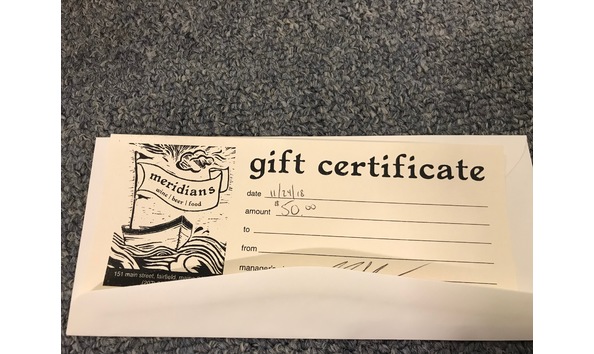 meridians
wine | beer | food
151 main street, fairfield,
gift certificate
date 11/24/18
amount $50.00
to
from